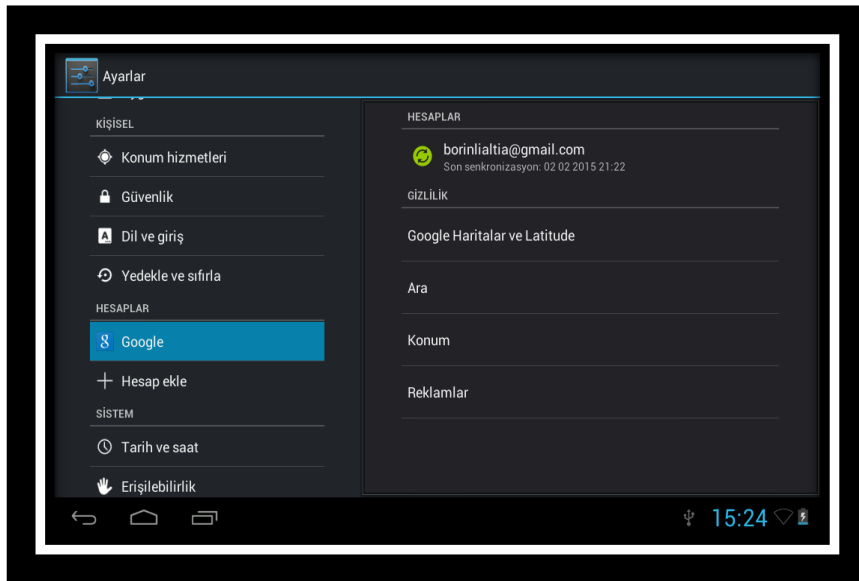 Ayarlar
KİŞİSEL
Konum hizmetleri
Güvenlik
Dil ve giriş
Yedekle ve sıfırla
HESAPLAR
Google
Hesap ekle
SİSTEM
Tarih ve saat
Erişilebilirlik
HESAPLAR
borinlialtia@gmail.com
Son senkronizasyon: 02 02 2015 21:22
GİZLİLİK
Google Haritalar ve Latitude
Ara
Konum
Reklamlar
15:24